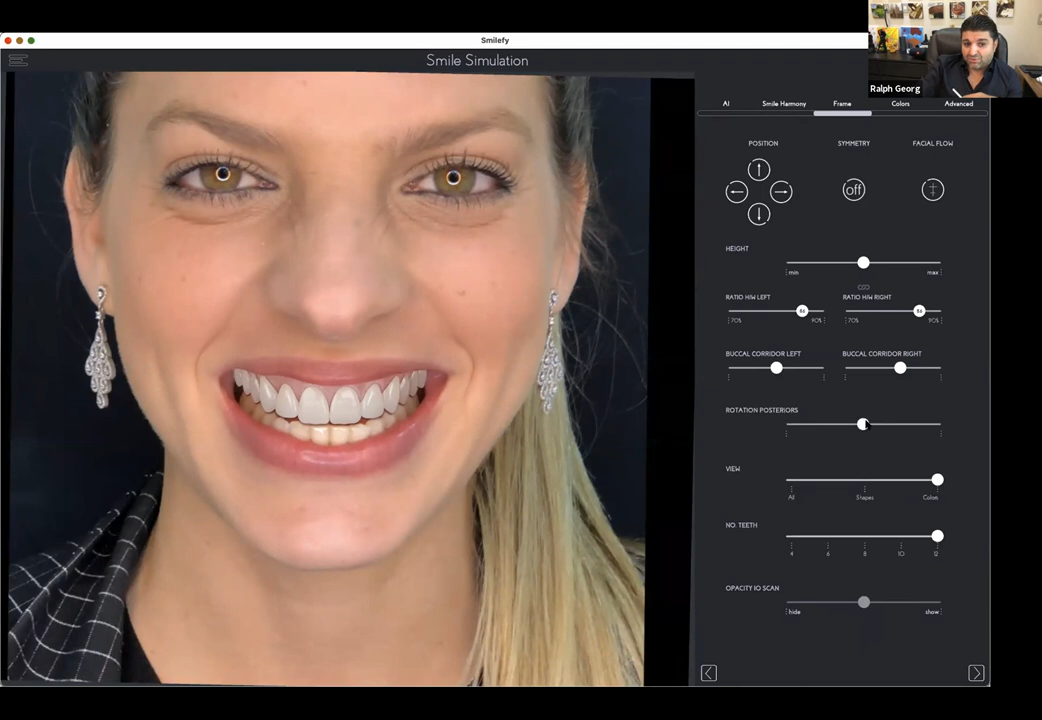 Smilefy
Smile Simulation
Ralph Georg
AI Smile Harmony Frame Colors Advanced
POSITION SYMMETRY FACIAL FLOW
off
HEIGHT
min max
RATIO H/W LEFT RATIO H/W RIGHT
86 86
70% 90% 70% 90%
BUCCAL CORRIDOR LEFT BUCCAL CORRIDOR RIGHT
ROTATION POSTERIORS
VIEW
All Shapes Colors
NO. TEETH
4 6 8 10 12
OPACITY IO SCAN
hide show